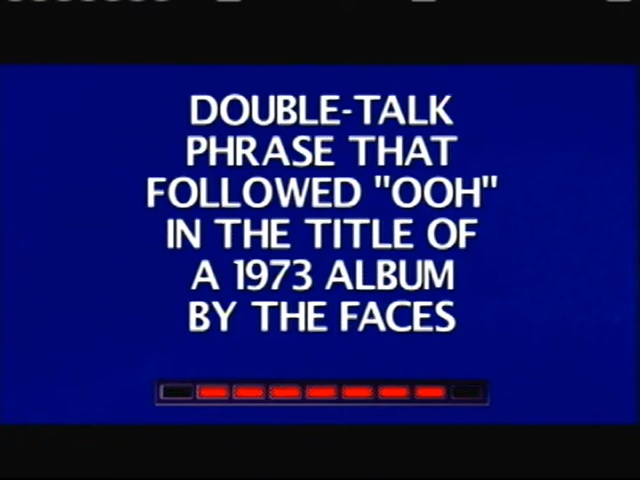 DOUBLE-TALK
PHRASE THAT
FOLLOWED "OOH"
IN THE TITLE OF
A 1973 ALBUM
BY THE FACES